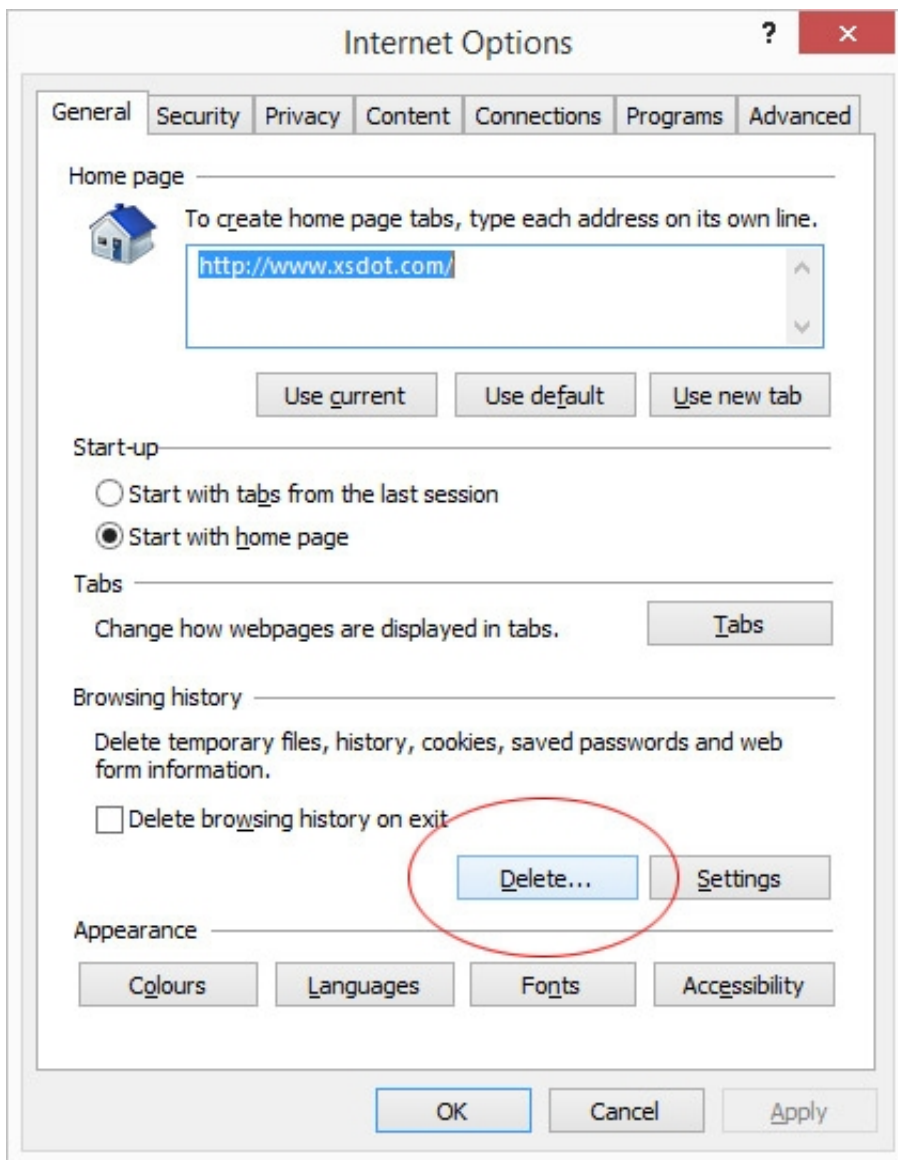 Internet Options
?
General Security Privacy Content Connections Programs Advanced
Home page
To create home page tabs, type each address on its own line.
http://www.xsdot.com/
Use current Use default Use new tab
Start-up
Start with tabs from the last session
Start with home page
Tabs
Change how webpages are displayed in tabs. Tabs
Browsing history
Delete temporary files, history, cookies, saved passwords and web
form information.
Delete browsing history on exit
Delete... Settings
Appearance
Colours Languages Fonts Accessibility
OK Cancel Apply